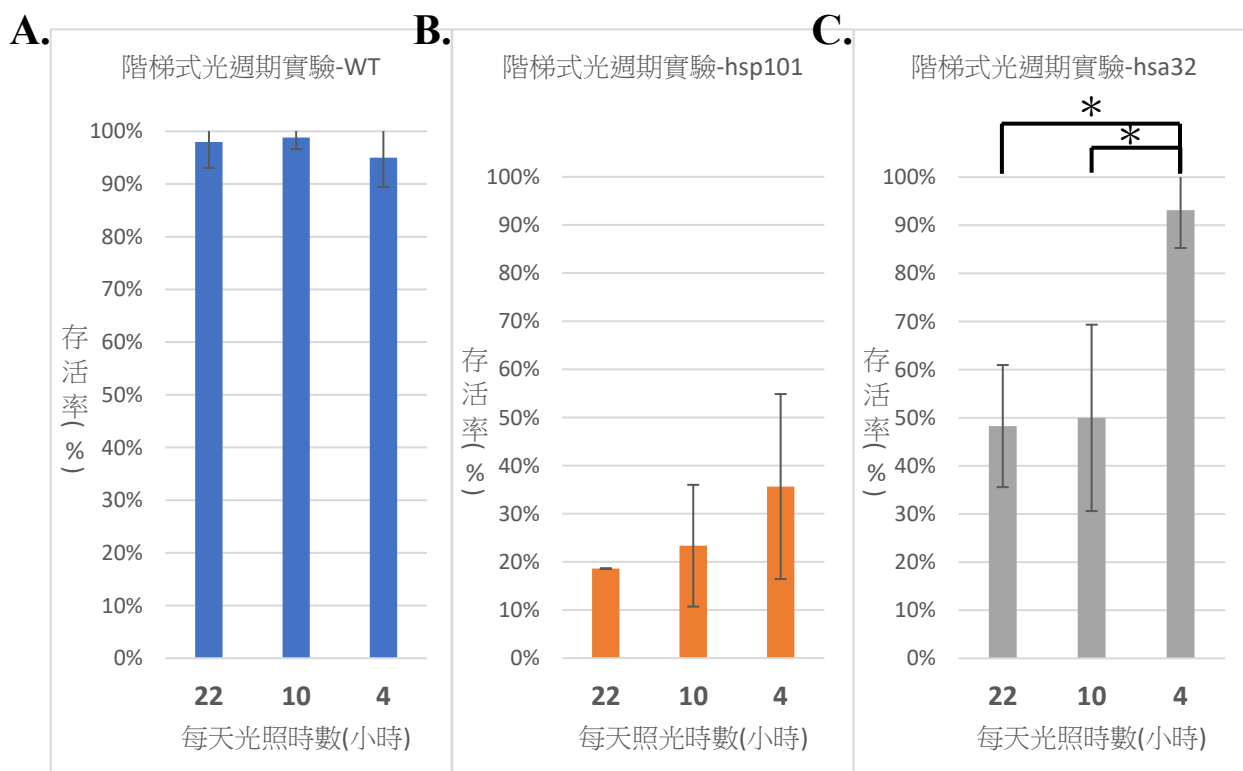 A.
階梯式光週期實驗-WT
100%
90%
80%
70%
60%
50%
40%
30%
20%
10%
0%
存活率(%)
22 10 4
每天光照時數(小時)
B.
階梯式光週期實驗-hsp101
100%
90%
80%
70%
60%
50%
40%
30%
20%
10%
0%
存活率(%)
22 10 4
每天照光時數(小時)
C.
階梯式光週期實驗-hsa32
*
*
100%
90%
80%
70%
60%
50%
40%
30%
20%
10%
0%
存活率(%)
22 10 4
每天光照時數(小時)